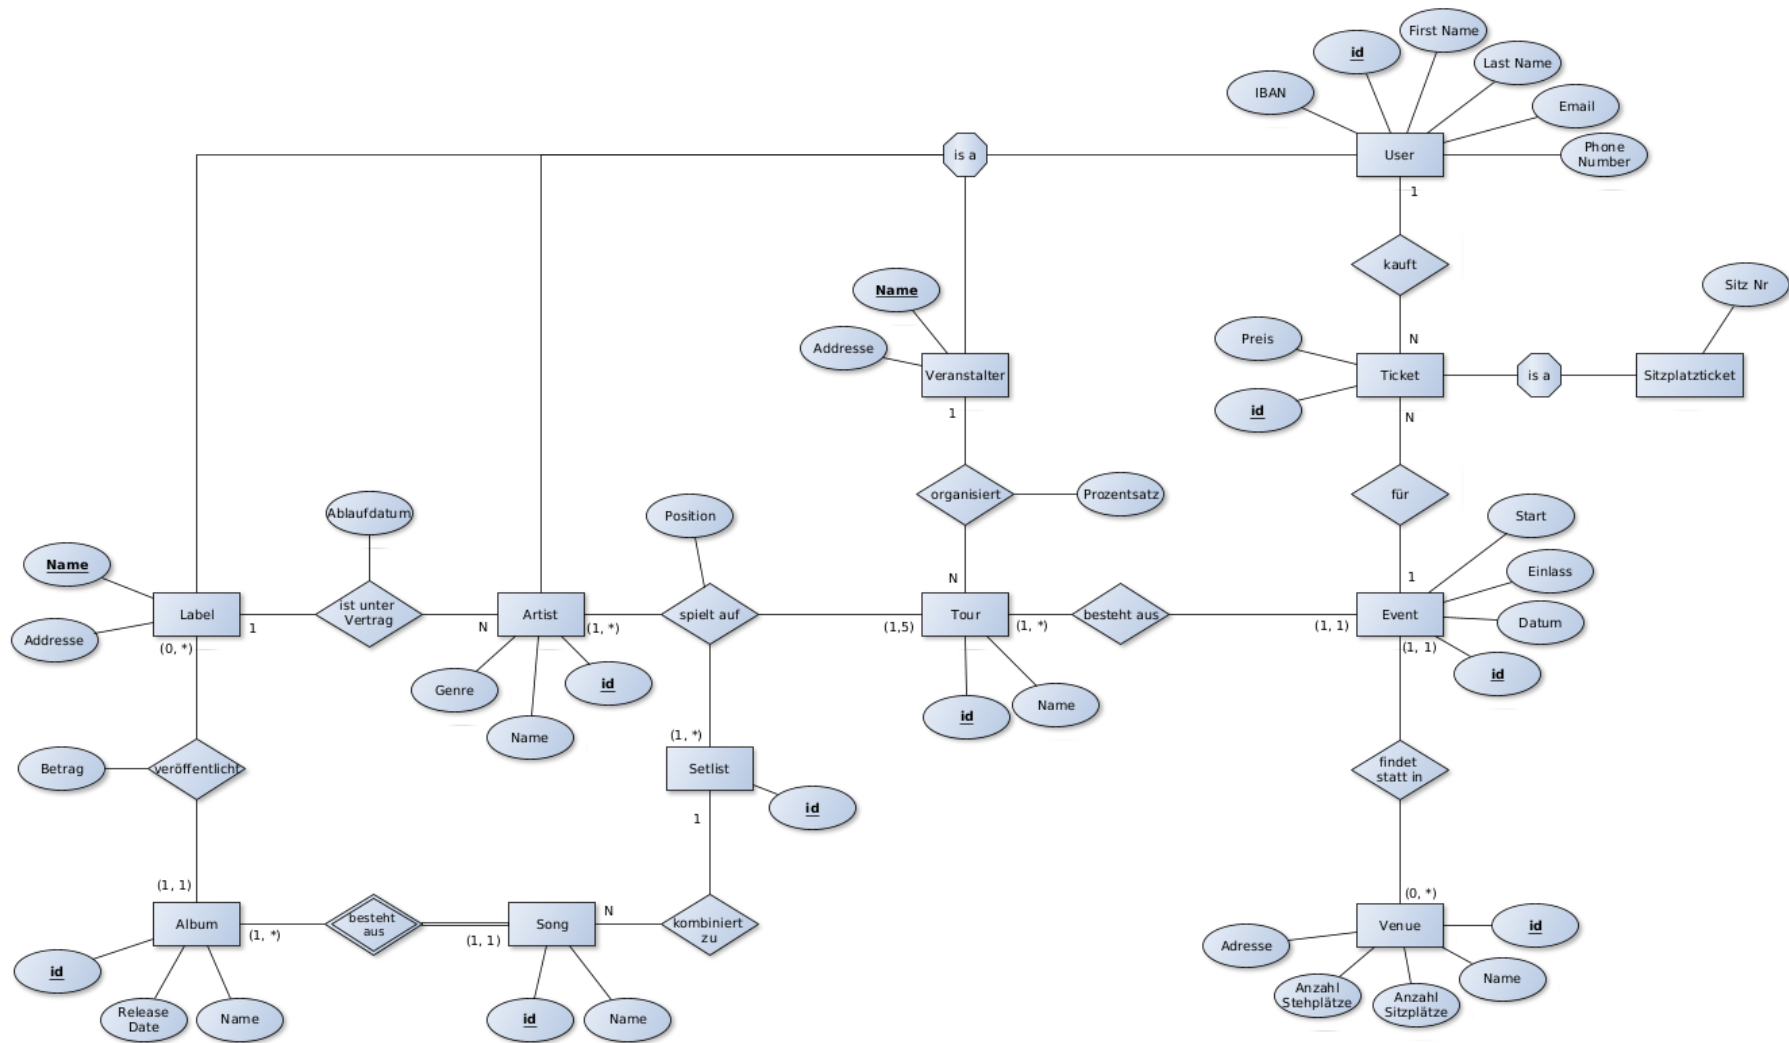 First Name
id
Last Name
IBAN
Email
is a
User
Phone
Number
1
kauft
Name
Sitz Nr
Addresse
Preis
N
Veranstalter
Ticket
is a
Sitzplatzticket
1
id
N
organisiert
Prozentsatz
für
Ablaufdatum
Position
Start
Name
Einlass
N
1
Label
ist unter
Vertrag
Artist
spielt auf
Tour
besteht aus
Event
Datum
1
N
(1, *)
(1,5)
(1, *)
(1, 1)
Addresse
(0, *)
(1, 1)
id
Genre
id
Name
id
Name
(1, *)
Betrag
veröffentlicht
Setlist
findet
statt in
id
1
(1, 1)
(0, *)
Album
besteht
aus
Song
N
kombiniert
zu
Venue
id
(1, *)
(1, 1)
Adresse
id
Name
Anzahl
Stehplätze
Anzahl
Sitzplätze
Release
Date
Name
id
Name